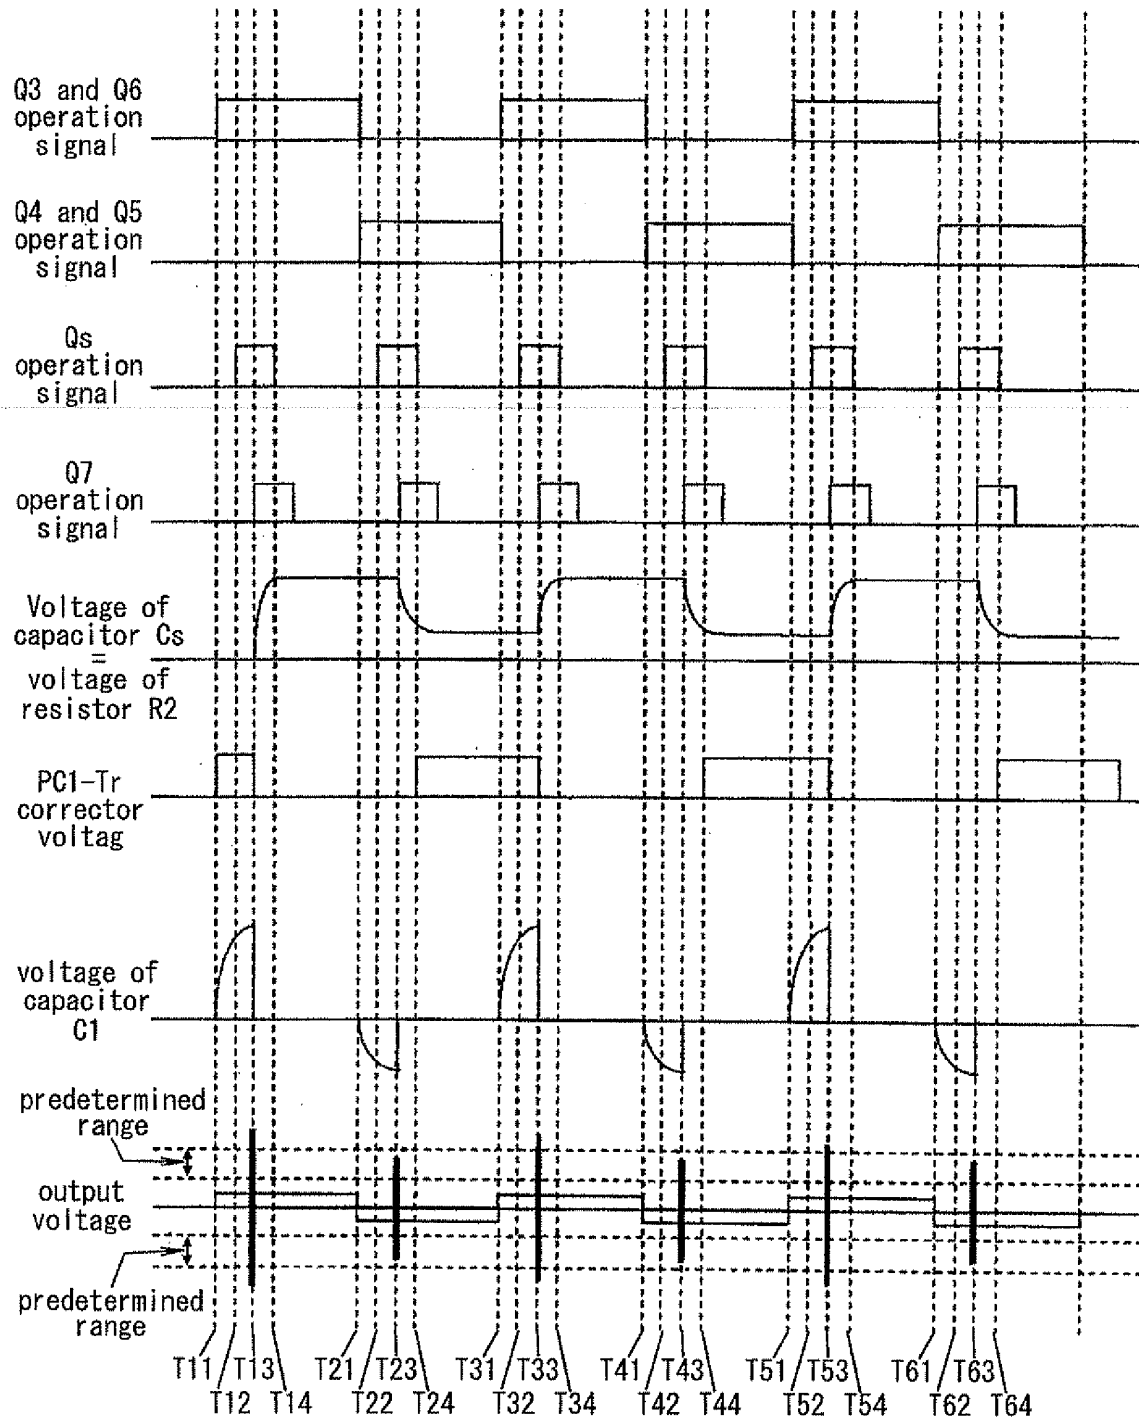 Q3 and Q6
operation
signal
Q4 and Q5
operation
signal
Qs
operation
signal
Q7
operation
signal
Voltage of
capacitor Cs
=
voltage of
resistor R2
PC1-Tr
corrector
voltag
voltage of
capacitor
C1
predetermined
range
output
voltage
predetermined
range
T11 T13 T21 T23 T31 T33 T41 T43 T51 T53 T61 T63
T12 T14 T22 T24 T32 T34 T42 T44 T52 T54 T62 T64